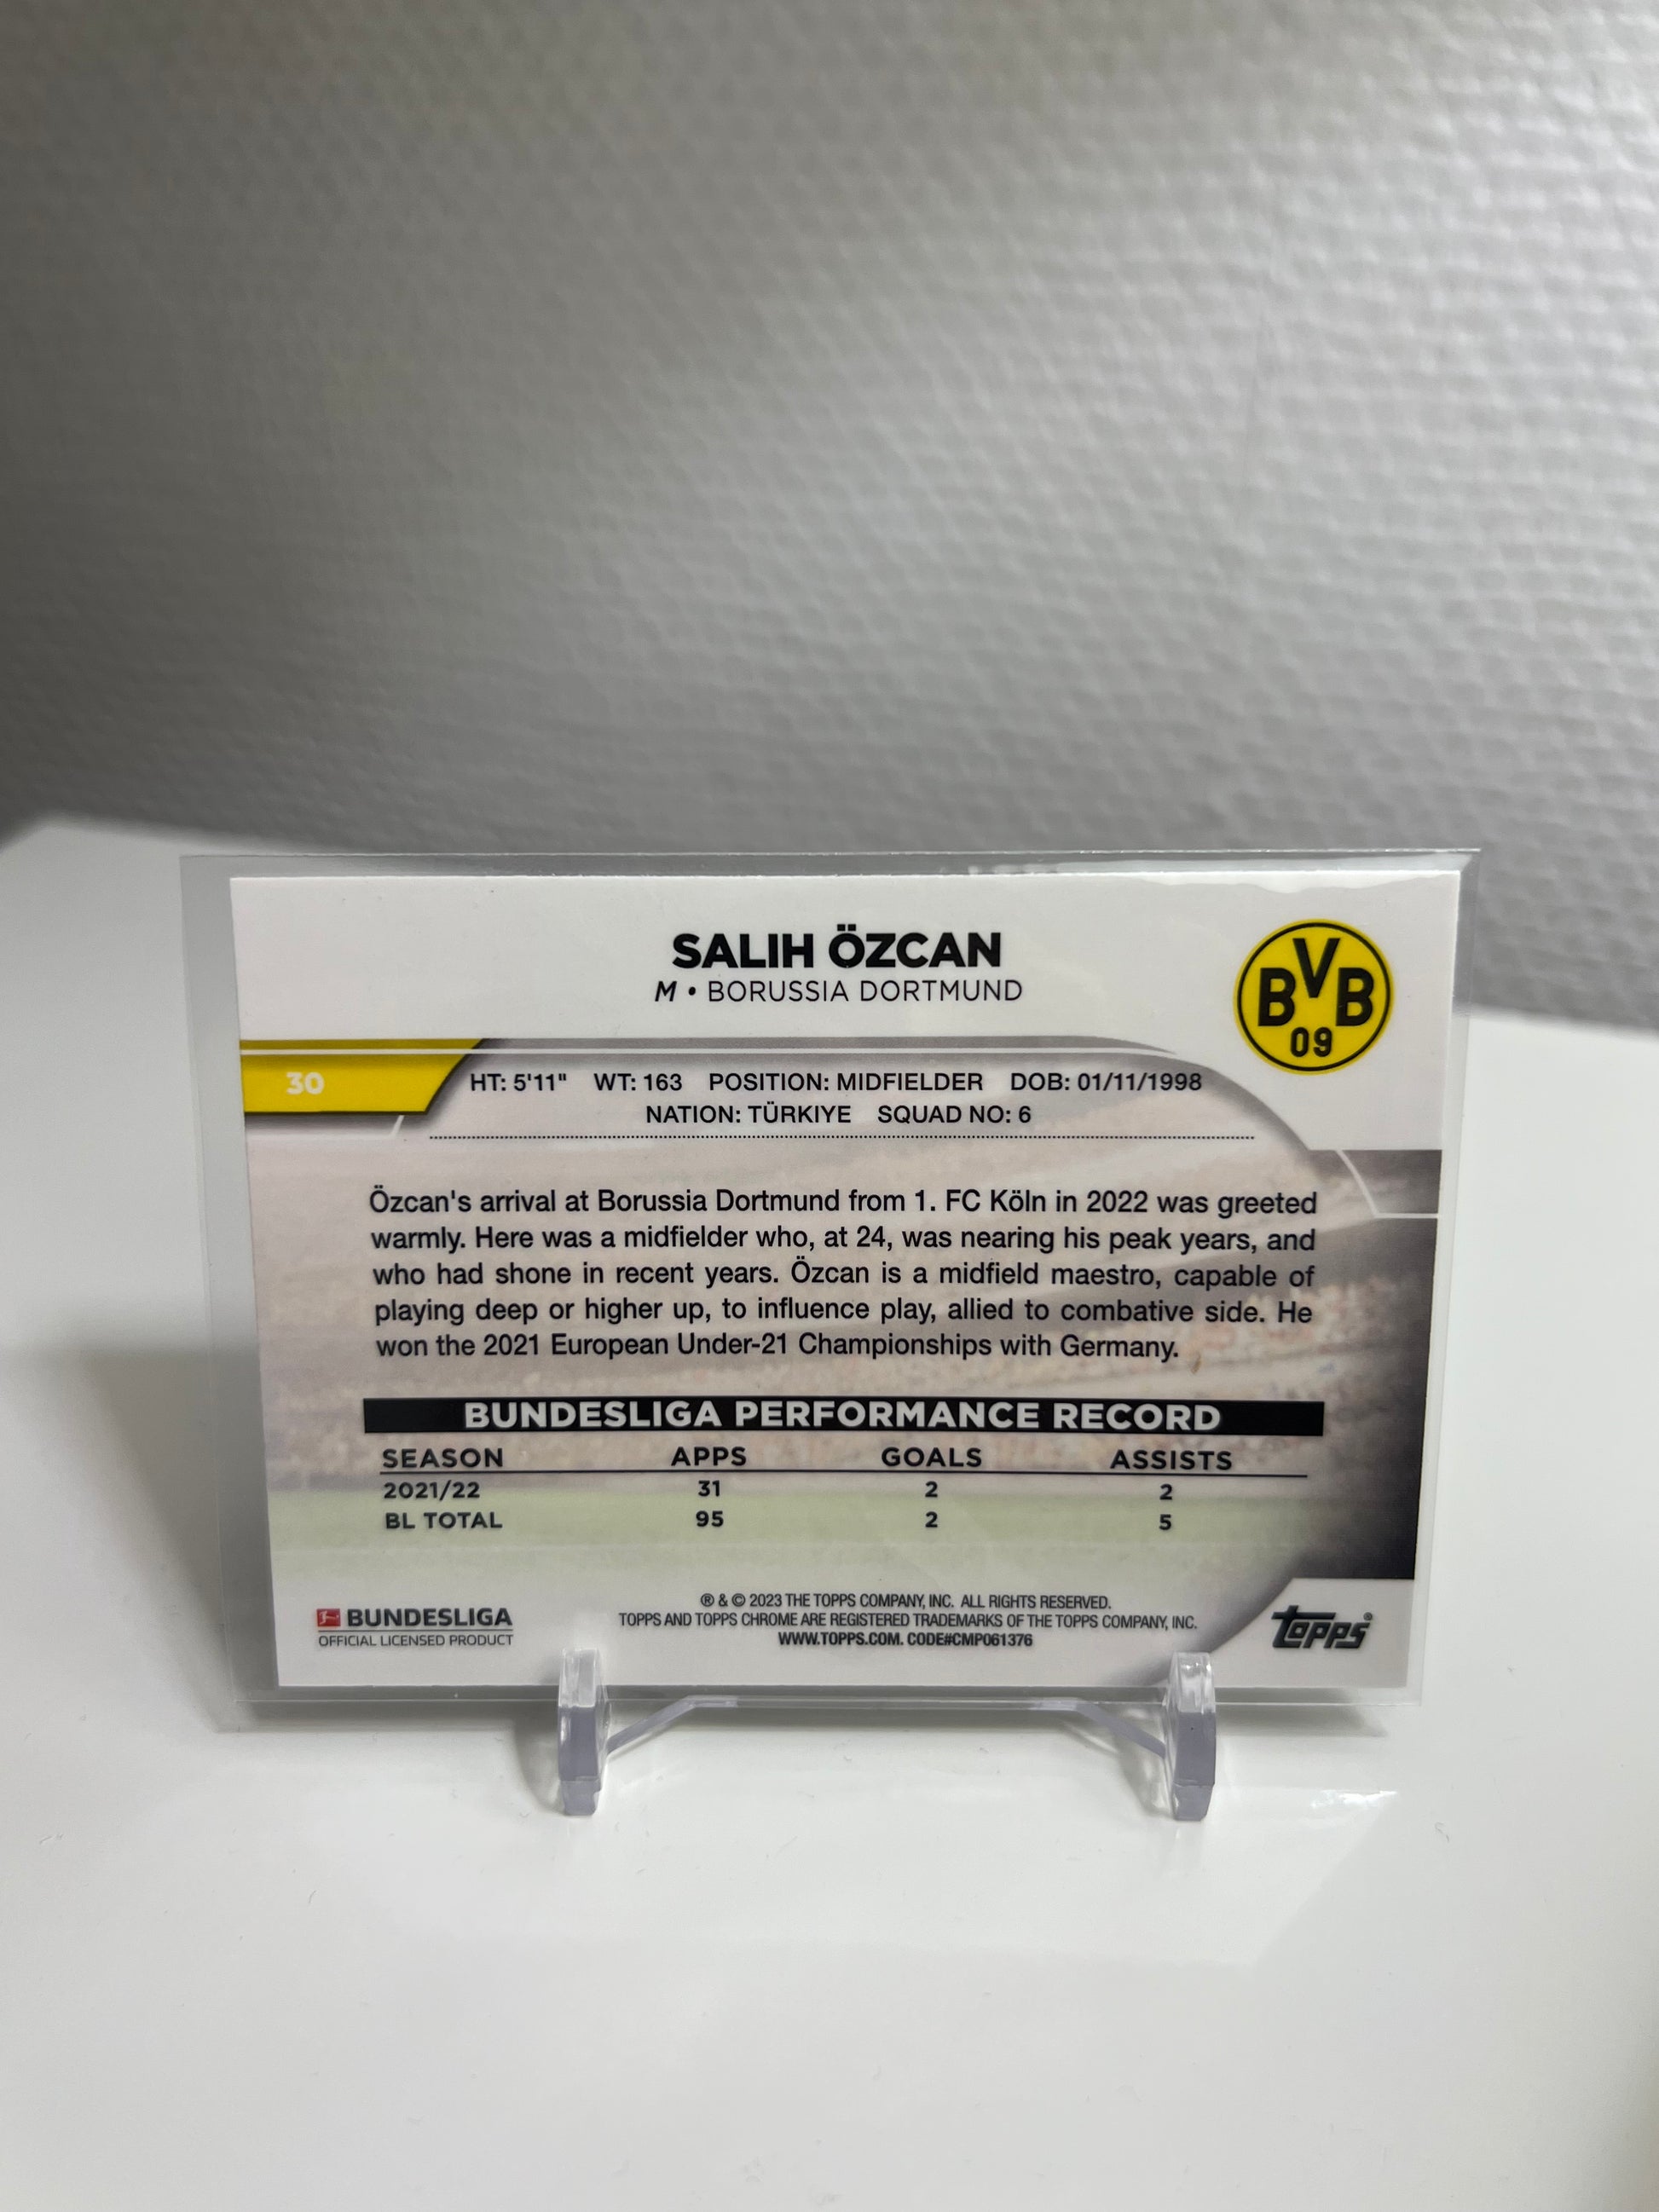 SALIH ÖZCAN
M • BORUSSIA DORTMUND
BVB
09
30
HT: 5'11" WT: 163 POSITION: MIDFIELDER DOB: 01/11/1998
NATION: TÜRKIYE SQUAD NO: 6
Özcan's arrival at Borussia Dortmund from 1. FC Köln in 2022 was greeted
warmly. Here was a midfielder who, at 24, was nearing his peak years, and
who had shone in recent years. Özcan is a midfield maestro, capable of
playing deep or higher up, to influence play, allied to combative side. He
won the 2021 European Under-21 Championships with Germany.
BUNDESLIGA PERFORMANCE RECORD
SEASON APPS GOALS ASSISTS
2021/22 31 2 2
BL TOTAL 95 2 5
BUNDESLIGA
OFFICIAL LICENSED PRODUCT
® & © 2023 THE TOPPS COMPANY, INC. ALL RIGHTS RESERVED.
TOPPS AND TOPPS CHROME ARE REGISTERED TRADEMARKS OF THE TOPPS COMPANY, INC.
WWW.TOPPS.COM. CODE#CMP061376
topps®